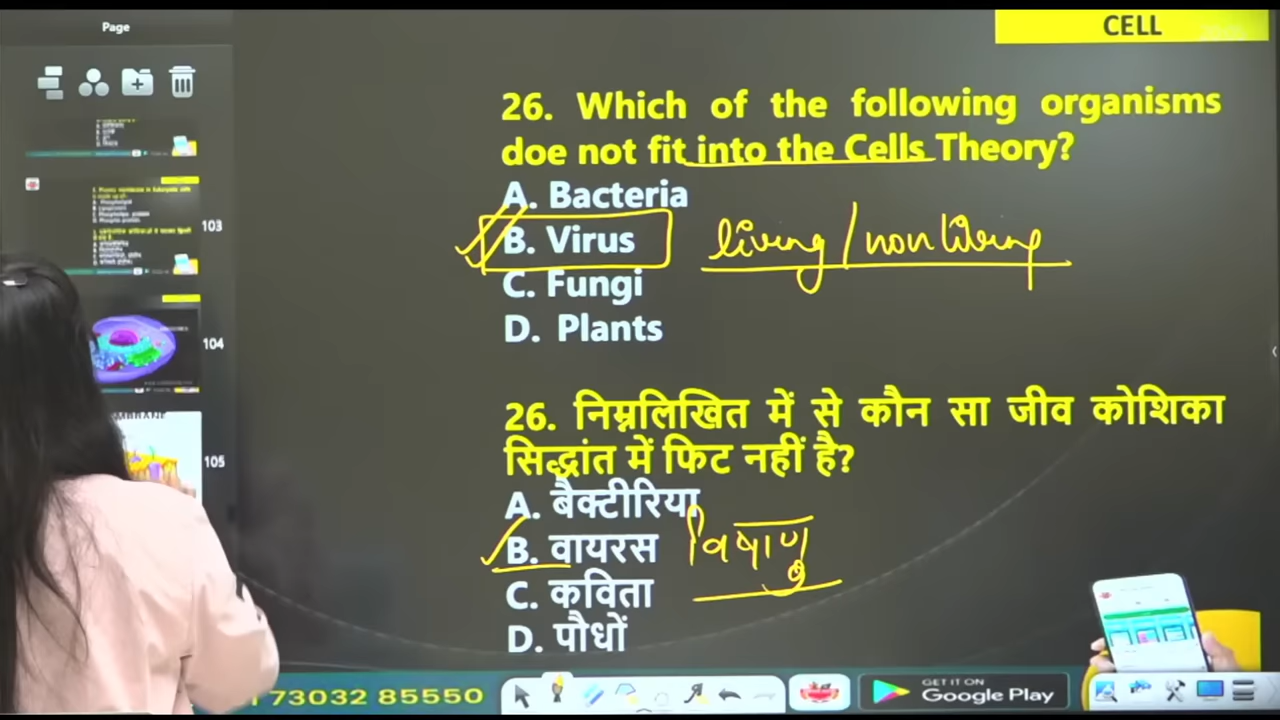 Page
CELL
26. Which of the following organisms
doe not fit into the Cells Theory?
A. Bacteria
B. Virus living / non living
C. Fungi
D. Plants
103
104
105
26. निम्नलिखित में से कौन सा जीव कोशिका
सिद्धांत में फिट नहीं है?
A. बैक्टीरिया
B. वायरस विषाणु
C. कविता
D. पौधों
73032 85550
GET IT ON
Google Play